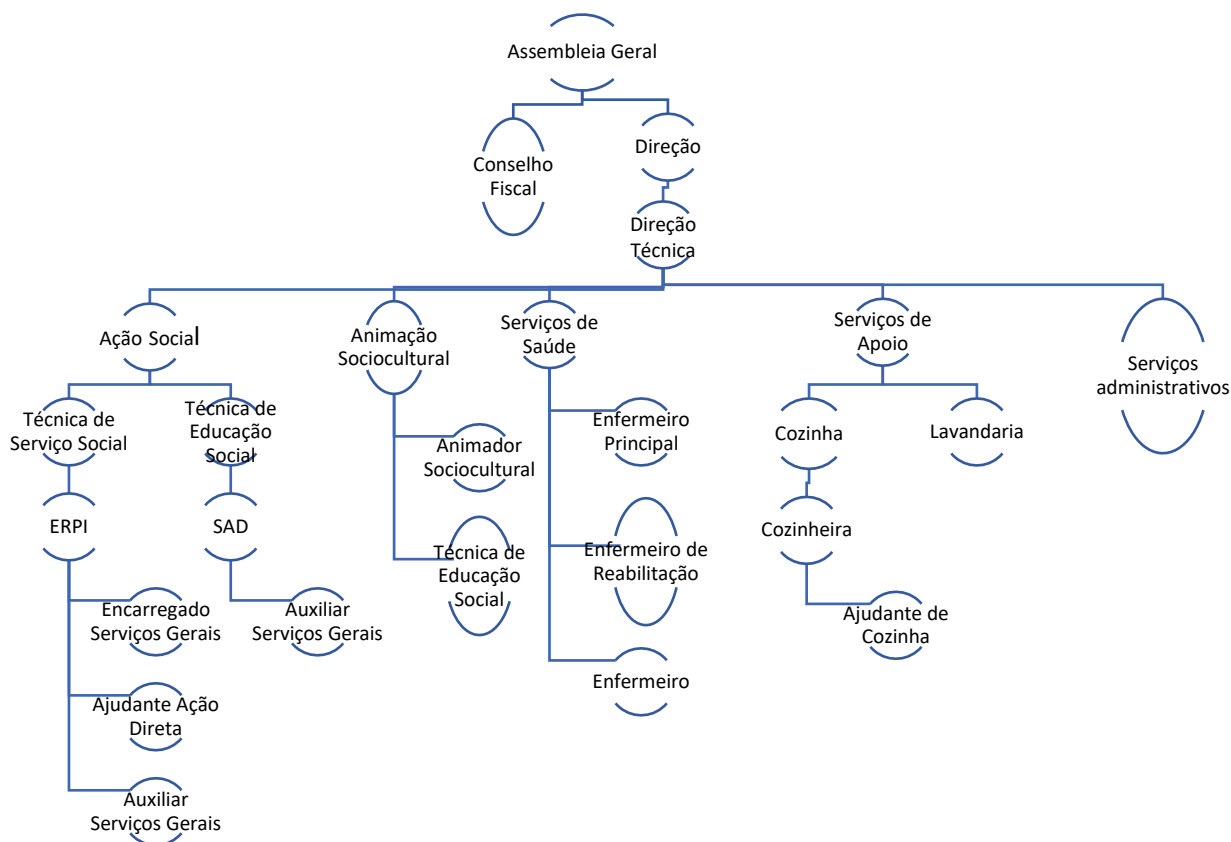 Assembleia Geral
Conselho
Fiscal
Direção
Direção
Técnica
Ação Social
Animação
Sociocultural
Serviços de
Saúde
Serviços de
Apoio
Serviços
administrativos
Técnica de
Serviço Social
Técnica de
Educação
Social
Animador
Sociocultural
Enfermeiro
Principal
Cozinha
Lavandaria
ERPI
SAD
Técnica de
Educação
Social
Enfermeiro de
Reabilitação
Cozinheira
Encarregado
Serviços Gerais
Auxiliar
Serviços Gerais
Ajudante de
Cozinha
Enfermeiro
Ajudante Ação
Direta
Auxiliar
Serviços Gerais